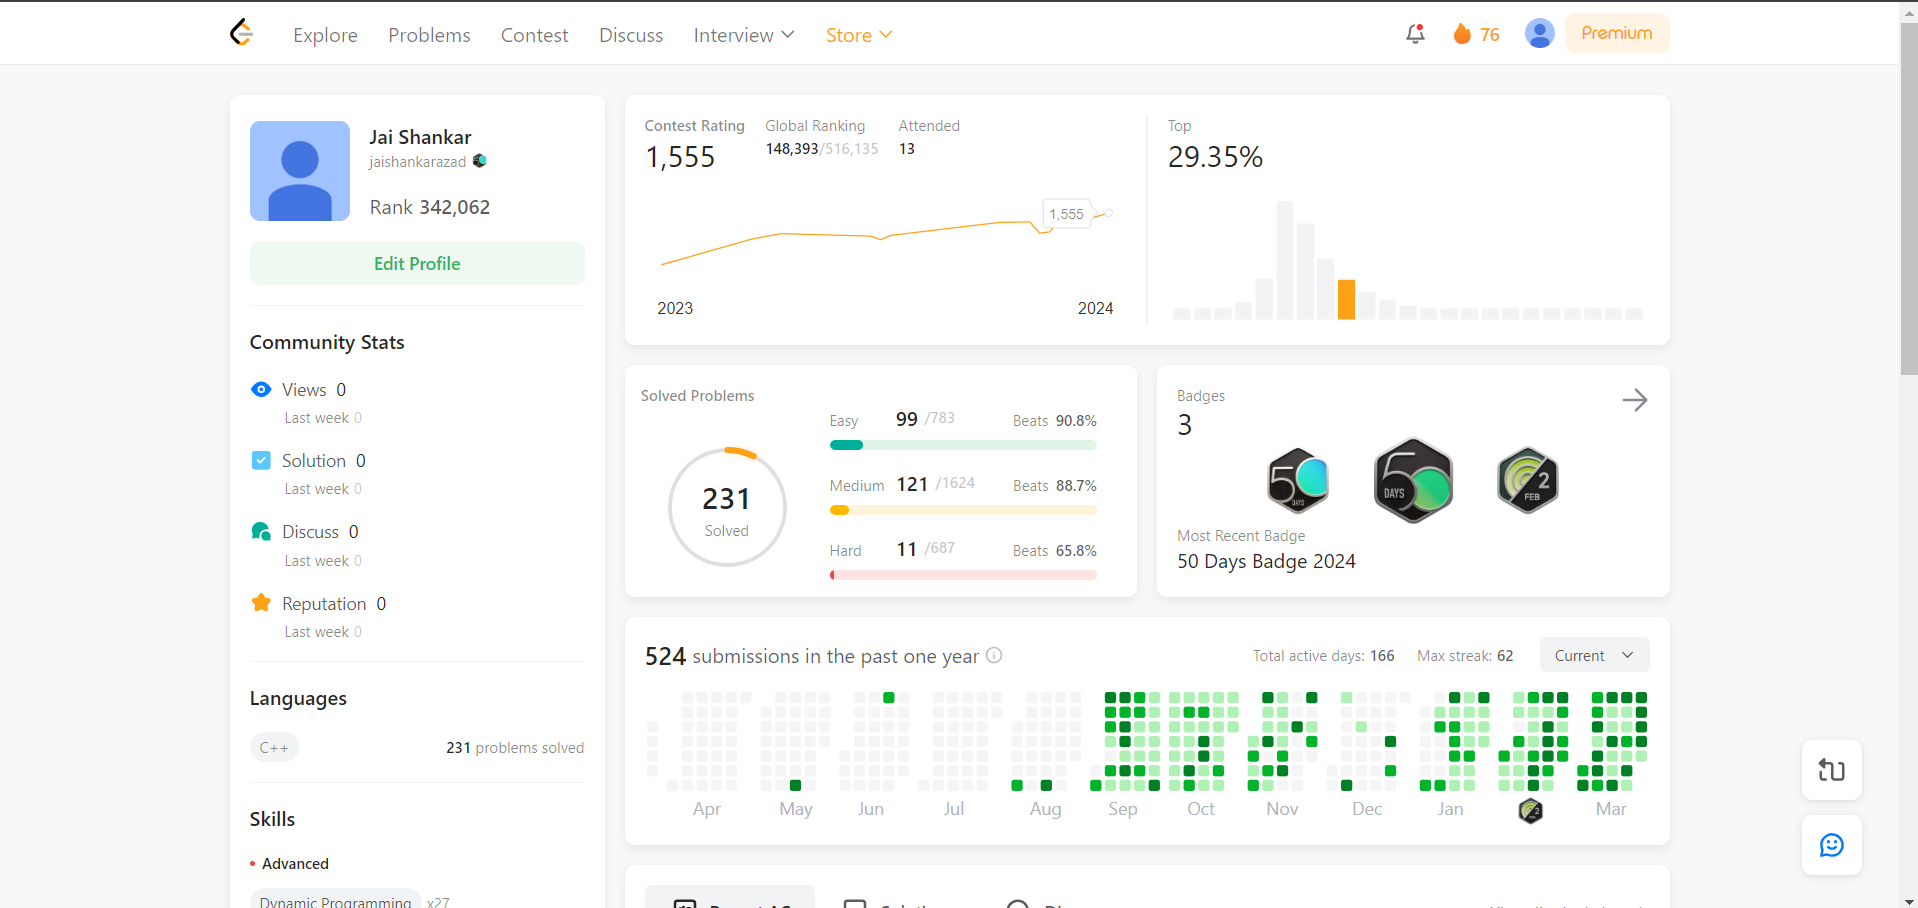 Explore Problems Contest Discuss Interview Store 76 Premium
Jai Shankar
jaishankarazad
Rank 342,062
Edit Profile
Community Stats
Views 0
Last week 0
Solution 0
Last week 0
Discuss 0
Last week 0
Reputation 0
Last week 0
Languages
C++ 231 problems solved
Skills
Advanced
Dynamic Programming x27
Contest Rating
1,555
Global Ranking
148,393/516,135
Attended
13
1,555
2023 2024
Top
29.35%
Solved Problems
231
Solved
Easy 99 /783 Beats 90.8%
Medium 121 /1624 Beats 88.7%
Hard 11 /687 Beats 65.8%
Badges
3
50 DAYS
50 DAYS
2 FEB
Most Recent Badge
50 Days Badge 2024
524 submissions in the past one year
Total active days: 166 Max streak: 62 Current
Apr May Jun Jul Aug Sep Oct Nov Dec Jan Mar